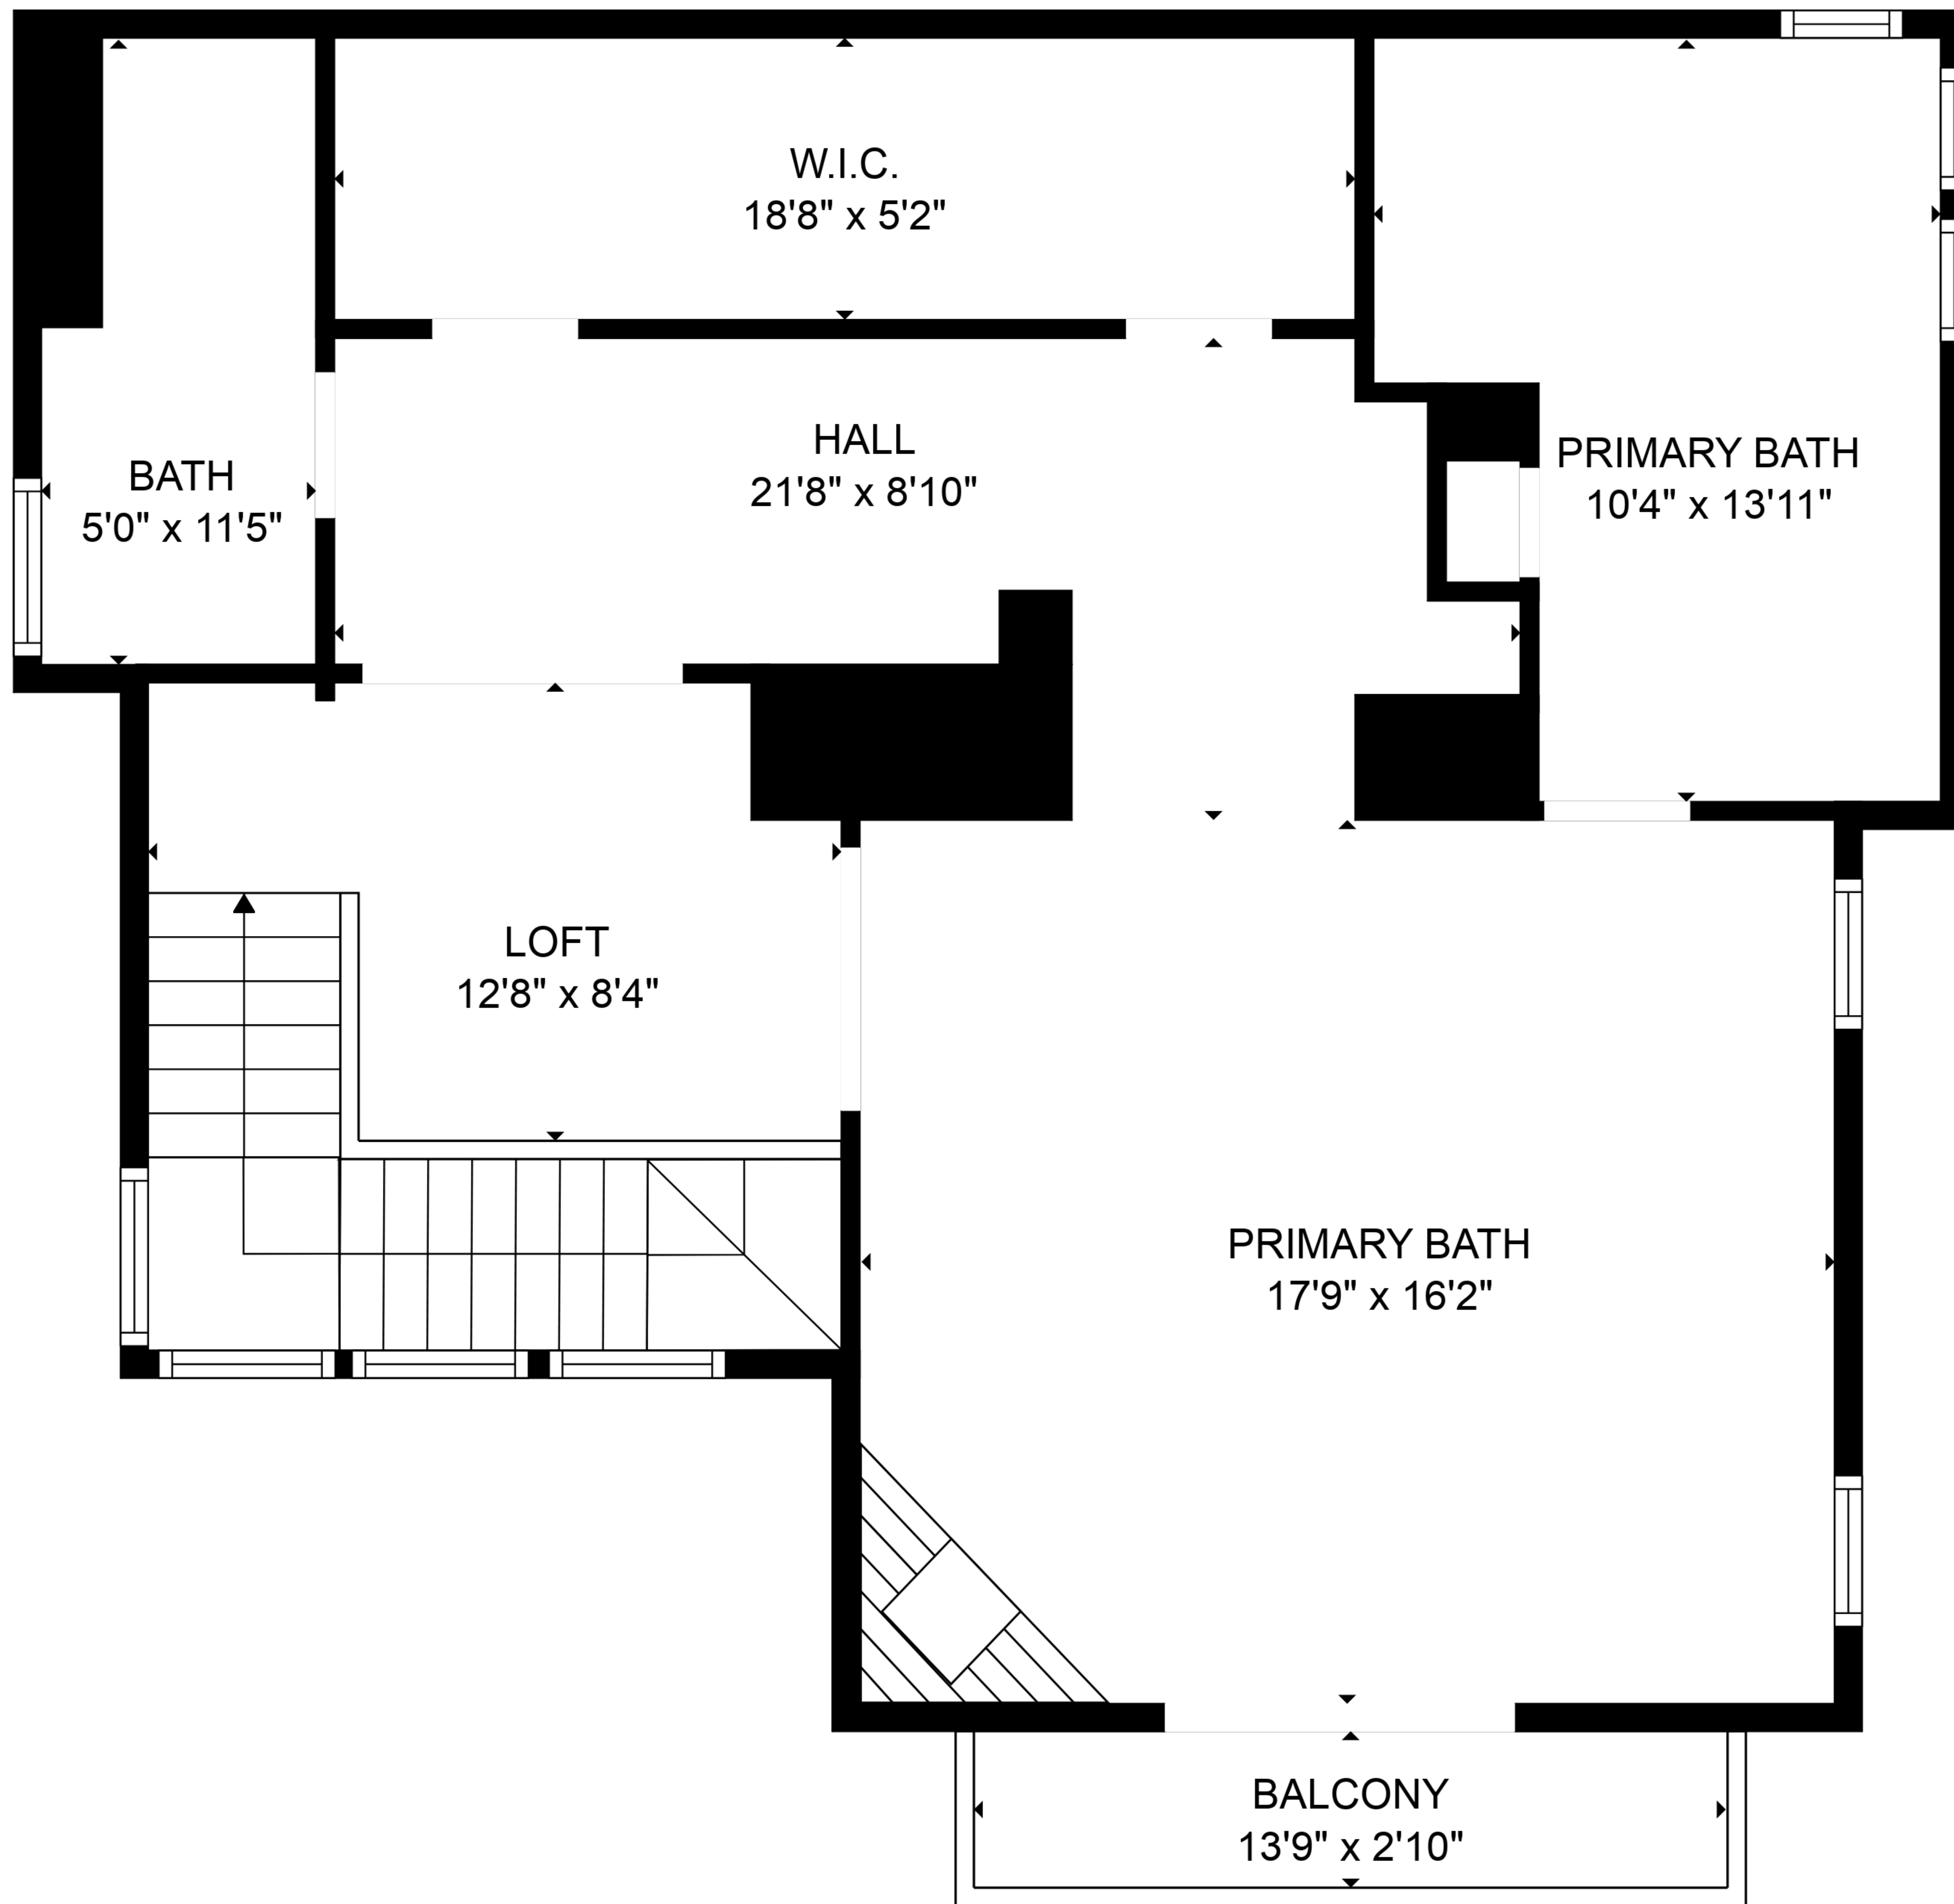 W.I.C.
18'8" x 5'2"
HALL
21'8" x 8'10"
PRIMARY BATH
10'4" x 13'11"
BATH
5'0" x 11'5"
LOFT
12'8" x 8'4"
PRIMARY BATH
17'9" x 16'2"
BALCONY
13'9" x 2'10"